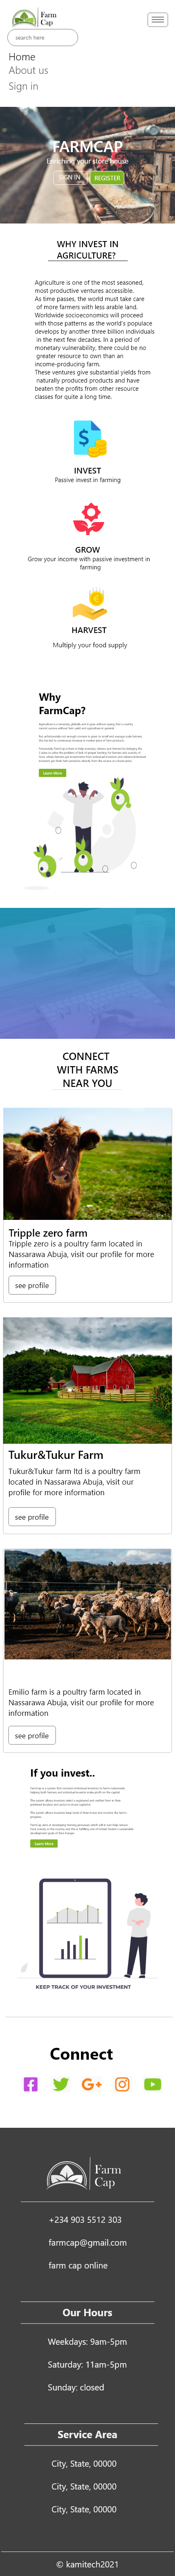 Farm
Cap
search here
Home
About us
Sign in
FARMCAP
Enriching your store house
SIGN IN
REGISTER
WHY INVEST IN
AGRICULTURE?
Agriculture is one of the most seasoned,
most productive ventures accessible.
As time passes, the world must take care
of more farmers with less arable land.
Worldwide socioeconomics will proceed
with those patterns as the world's populace
develops by another three billion individuals
in the next five decades. In a period of
monetary vulnerability, there could be no
greater resource to own than an
income-producing farm.
These ventures give substantial yields from
naturally produced products and have
beaten the profits from other resource
classes for quite a long time.
INVEST
Passive invest in farming
GROW
Grow your income with passive investment in
farming
HARVEST
Multiply your food supply
Why
FarmCap?
Learn More
CONNECT
WITH FARMS
NEAR YOU
Tripple zero farm
Tripple zero is a poultry farm located in
Nassarawa Abuja, visit our profile for more
information
see profile
Tukur&Tukur Farm
Tukur&Tukur farm ltd is a poultry farm
located in Nassarawa Abuja, visit our
profile for more information
see profile
Emilio farm is a poultry farm located in
Nassarawa Abuja, visit our profile for more
information
see profile
If you invest..
Learn More
KEEP TRACK OF YOUR INVESTMENT
Connect
Farm
Cap
+234 903 5512 303
farmcap@gmail.com
farm cap online
Our Hours
Weekdays: 9am-5pm
Saturday: 11am-5pm
Sunday: closed
Service Area
City, State, 00000
City, State, 00000
City, State, 00000
© kamitech2021